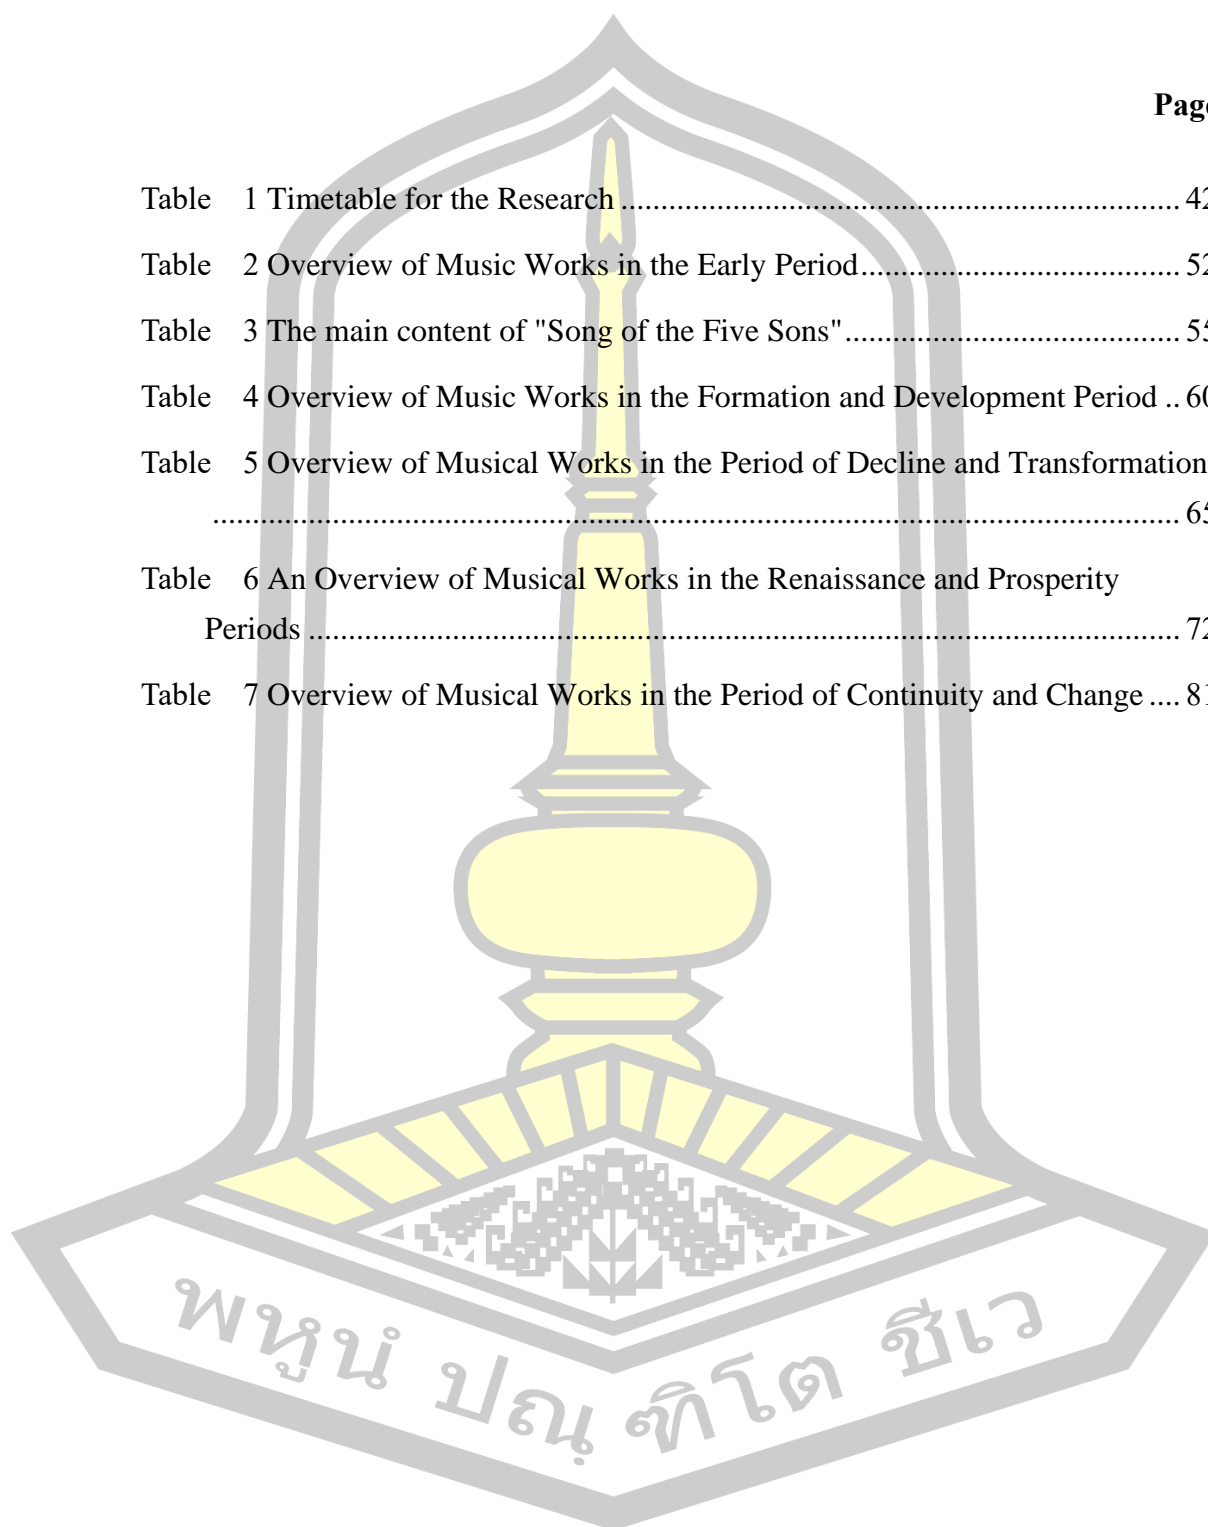 Page
Table 1 Timetable for the Research ........................................................................ 42
Table 2 Overview of Music Works in the Early Period......................................... 52
Table 3 The main content of "Song of the Five Sons"........................................... 55
Table 4 Overview of Music Works in the Formation and Development Period .. 60
Table 5 Overview of Musical Works in the Period of Decline and Transformation
.......................................................................................................................... 65
Table 6 An Overview of Musical Works in the Renaissance and Prosperity
Periods ................................................................................................................ 72
Table 7 Overview of Musical Works in the Period of Continuity and Change .... 81
พหูนํ ปณฺฑิโต ชีเว